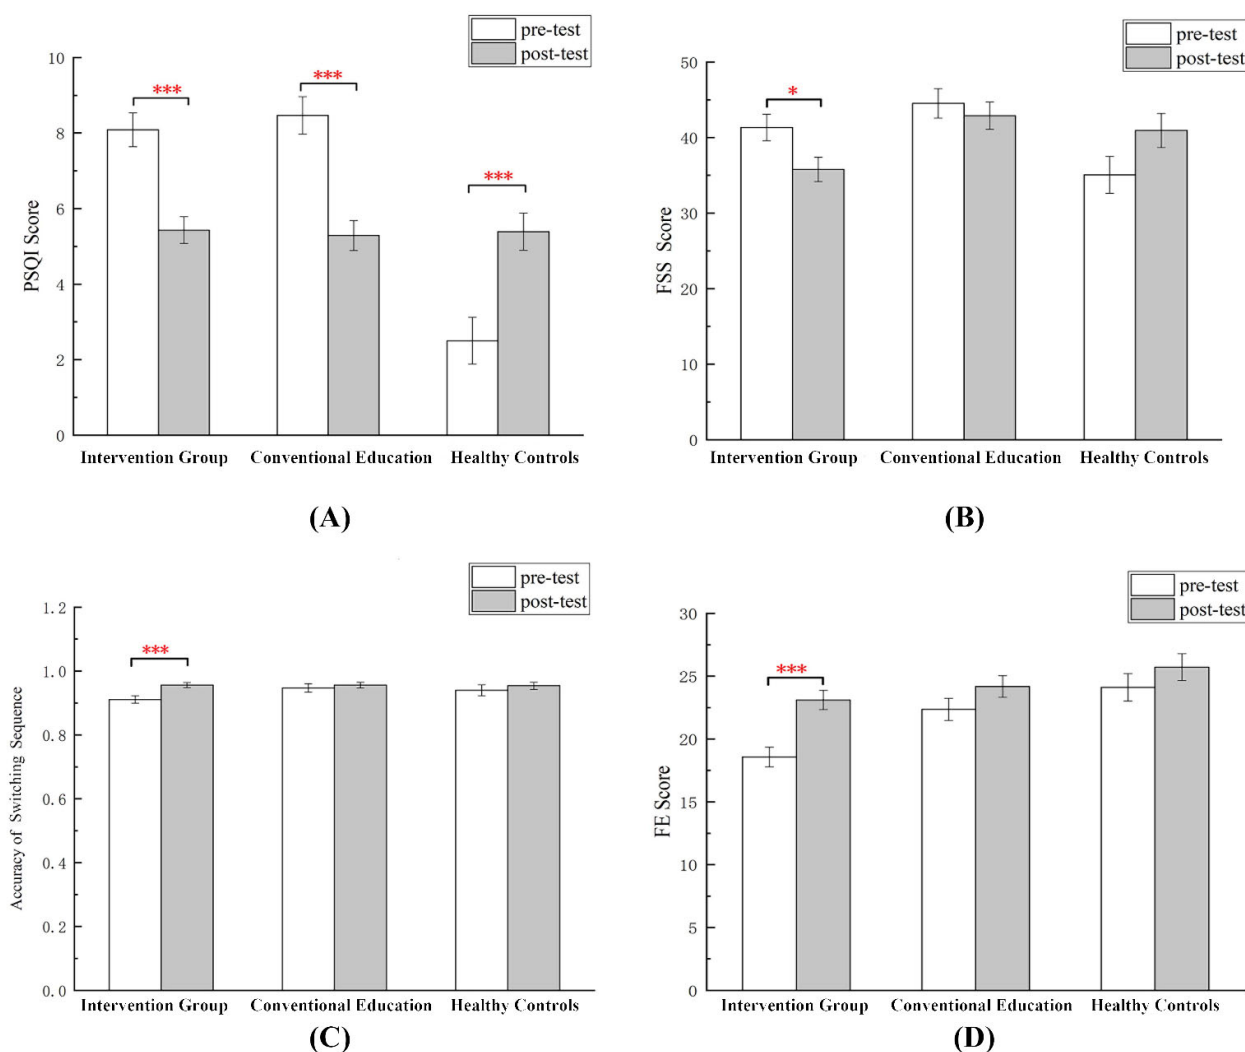 pre-test
post-test
10
8
6
4
2
0
PSQI Score
***
***
***
Intervention Group
Conventional Education
Healthy Controls
(A)
pre-test
post-test
50
40
30
20
10
0
FSS Score
*
Intervention Group
Conventional Education
Healthy Controls
(B)
pre-test
post-test
1.2
1.0
0.8
0.6
0.4
0.2
0.0
Accuracy of Switching Sequence
***
Intervention Group
Conventional Education
Healthy Controls
(C)
pre-test
post-test
30
25
20
15
10
5
0
FE Score
***
Intervention Group
Conventional Education
Healthy Controls
(D)